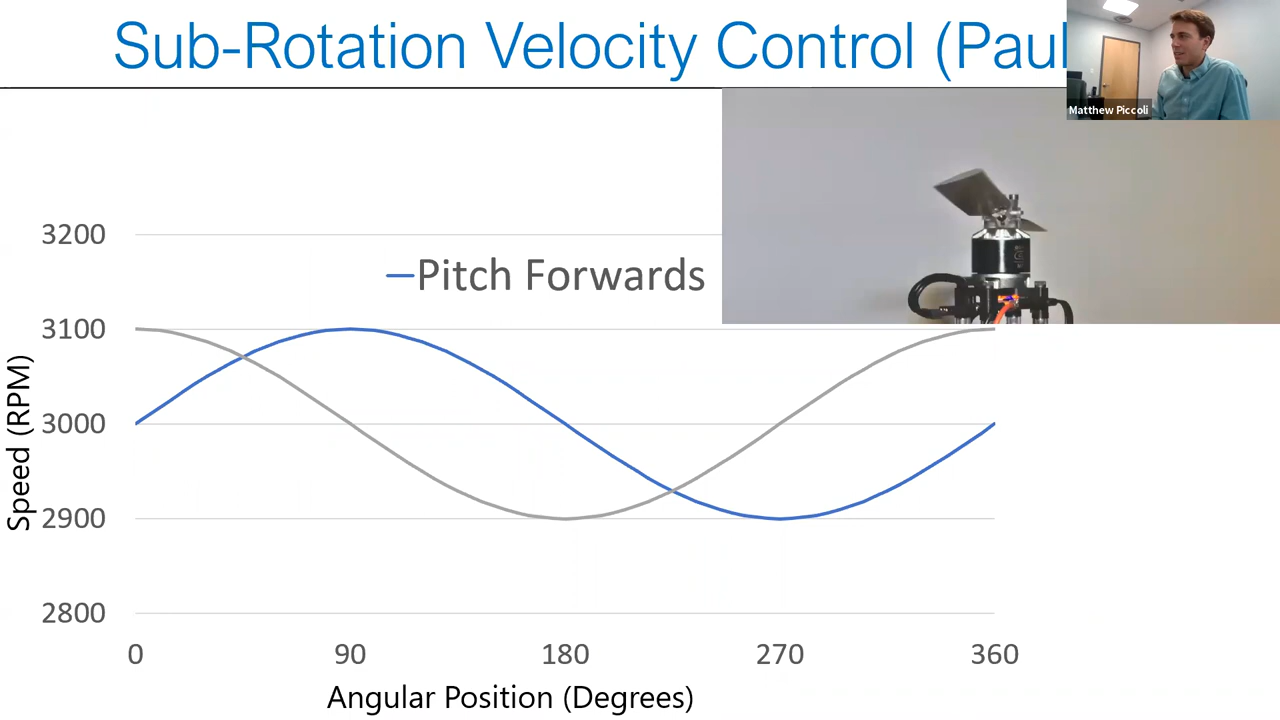 Sub-Rotation Velocity Control (Paul
Matthew Piccoli
Pitch Forwards
3200
3100
3000
2900
2800
Speed (RPM)
0 90 180 270 360
Angular Position (Degrees)